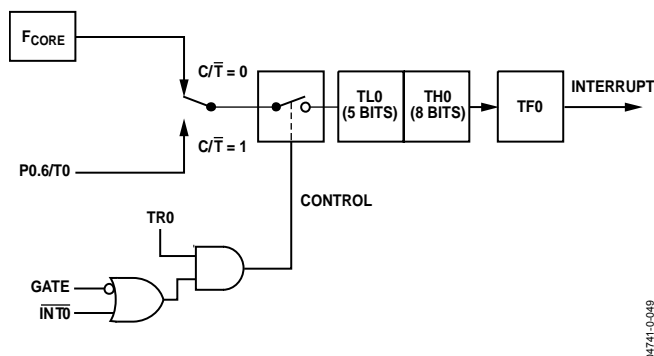 FCORE
C/T̅ = 0
C/T̅ = 1
P0.6/T0
TL0
(5 BITS)
TH0
(8 BITS)
TF0
INTERRUPT
CONTROL
TR0
GATE
I̅N̅T̅0̅
04741-0-049